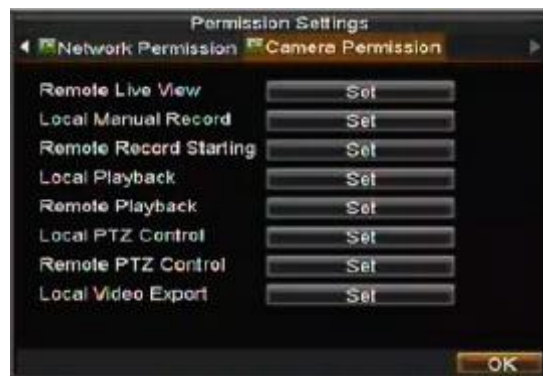 Permission Settings
Network Permission Camera Permission
Remote Live View Set
Local Manual Record Set
Remote Record Starting Set
Local Playback Set
Remote Playback Set
Local PTZ Control Set
Remote PTZ Control Set
Local Video Export Set
OK